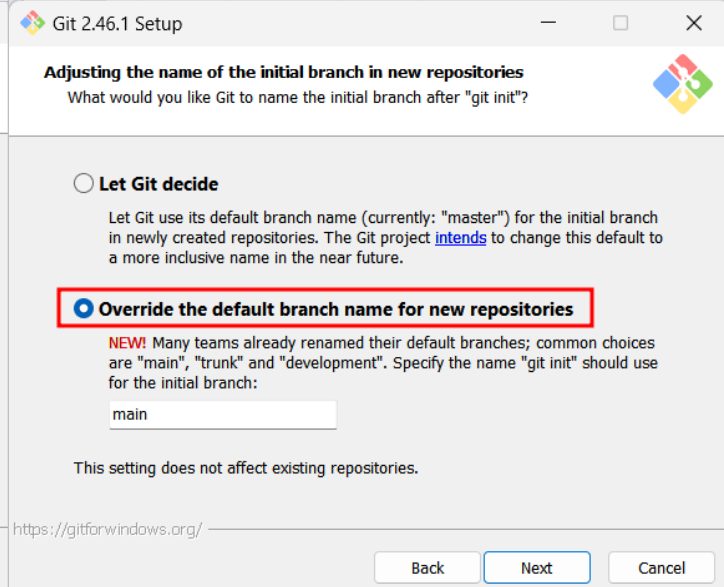 Git 2.46.1 Setup
Adjusting the name of the initial branch in new repositories
What would you like Git to name the initial branch after "git init"?
Let Git decide
Let Git use its default branch name (currently: "master") for the initial branch
in newly created repositories. The Git project intends to change this default to
a more inclusive name in the near future.
Override the default branch name for new repositories
NEW! Many teams already renamed their default branches; common choices
are "main", "trunk" and "development". Specify the name "git init" should use
for the initial branch:
main
This setting does not affect existing repositories.
https://gitforwindows.org/
Back Next Cancel